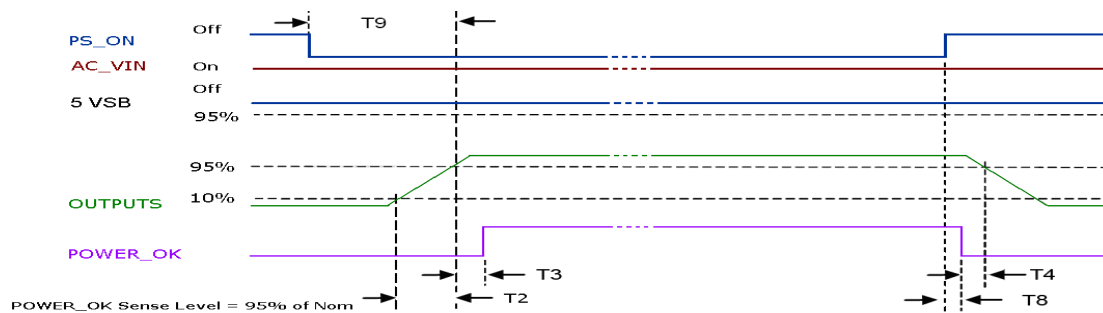 Off
T9
PS_ON
AC_VIN
On
Off
5 VSB
95%
95%
10%
OUTPUTS
POWER_OK
T3
T4
T2
T8
POWER_OK Sense Level = 95% of Nom